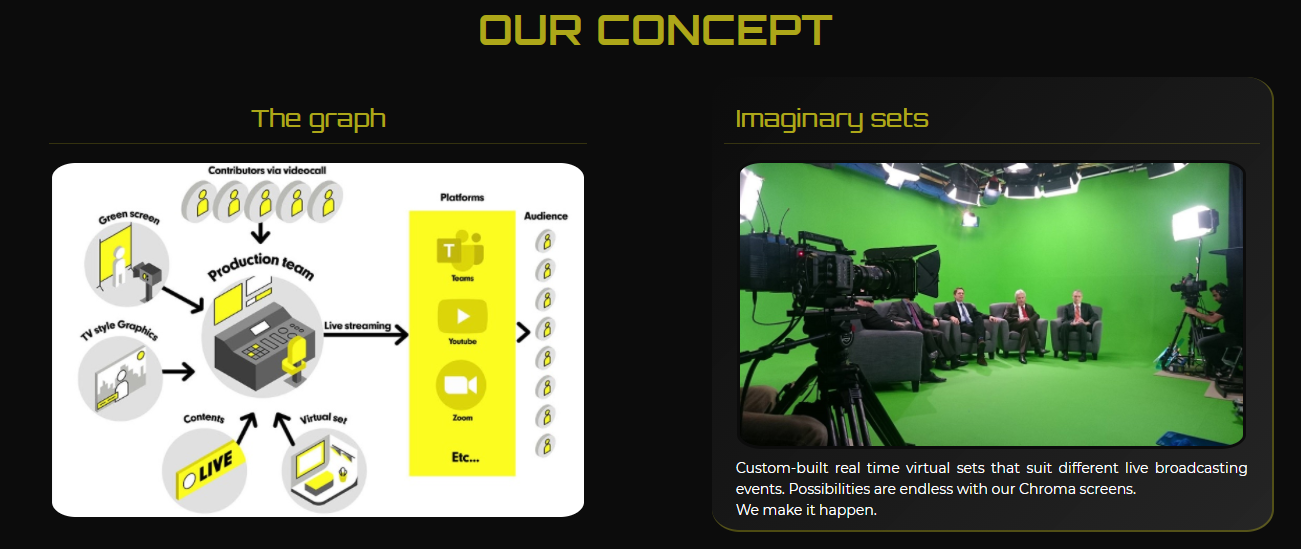 OUR CONCEPT
The graph
Contributors via videocall
Green screen
Production team
TV style Graphics
Contents
LIVE
Virtual set
Live streaming
Platforms
T
Teams
Youtube
Zoom
Etc...
Audience
Imaginary sets
Custom-built real time virtual sets that suit different live broadcasting
events. Possibilities are endless with our Chroma screens.
We make it happen.